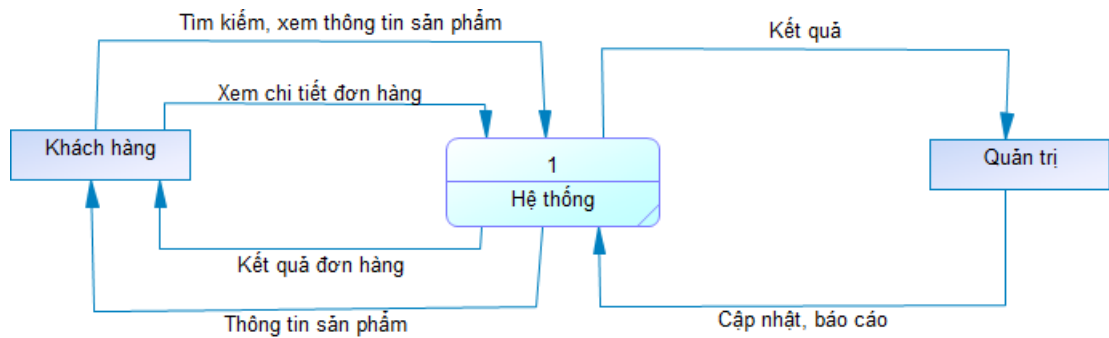 Tìm kiếm, xem thông tin sản phẩm
Kết quả
Xem chi tiết đơn hàng
Khách hàng
1
Hệ thống
Quản trị
Kết quả đơn hàng
Thông tin sản phẩm
Cập nhật, báo cáo